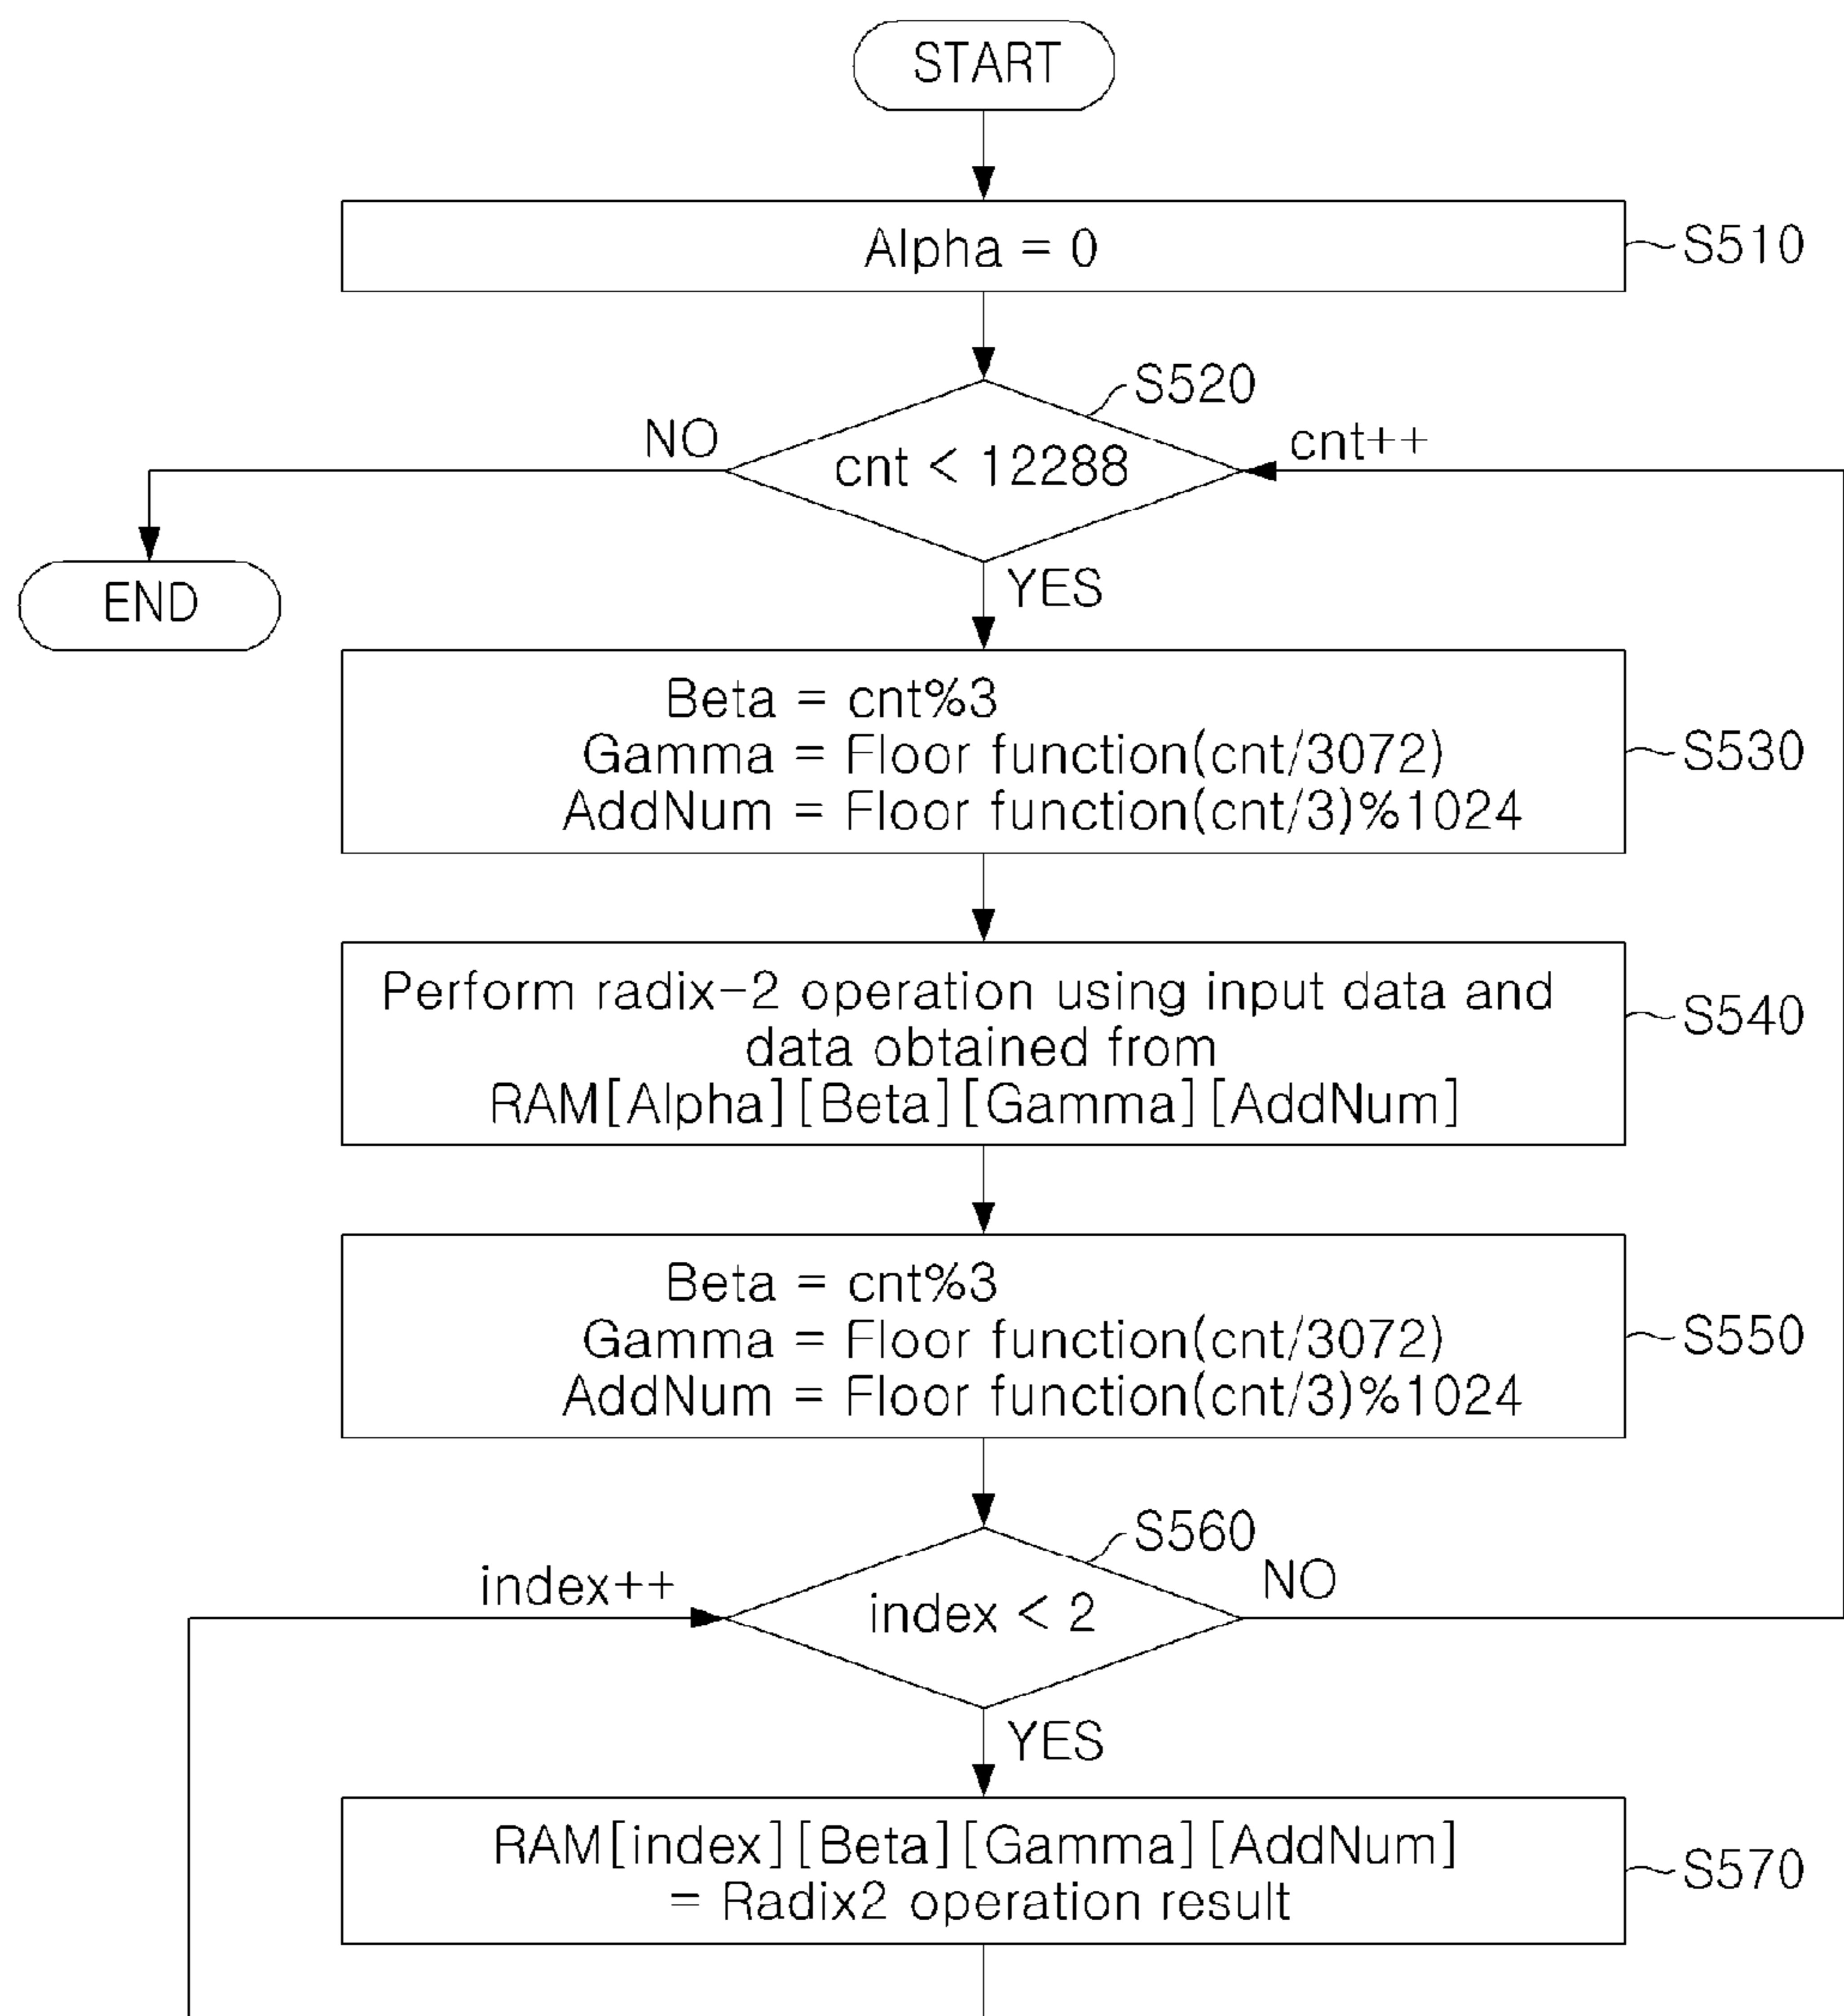 START
Alpha = 0
S510
S520
NO
cnt < 12288
cnt++
END
YES
Beta = cnt%3
Gamma = Floor function(cnt/3072)
AddNum = Floor function(cnt/3)%1024
S530
Perform radix-2 operation using input data and
data obtained from
RAM[Alpha][Beta][Gamma][AddNum]
S540
Beta = cnt%3
Gamma = Floor function(cnt/3072)
AddNum = Floor function(cnt/3)%1024
S550
S560
index++
index < 2
NO
YES
RAM[index][Beta][Gamma][AddNum]
= Radix2 operation result
S570